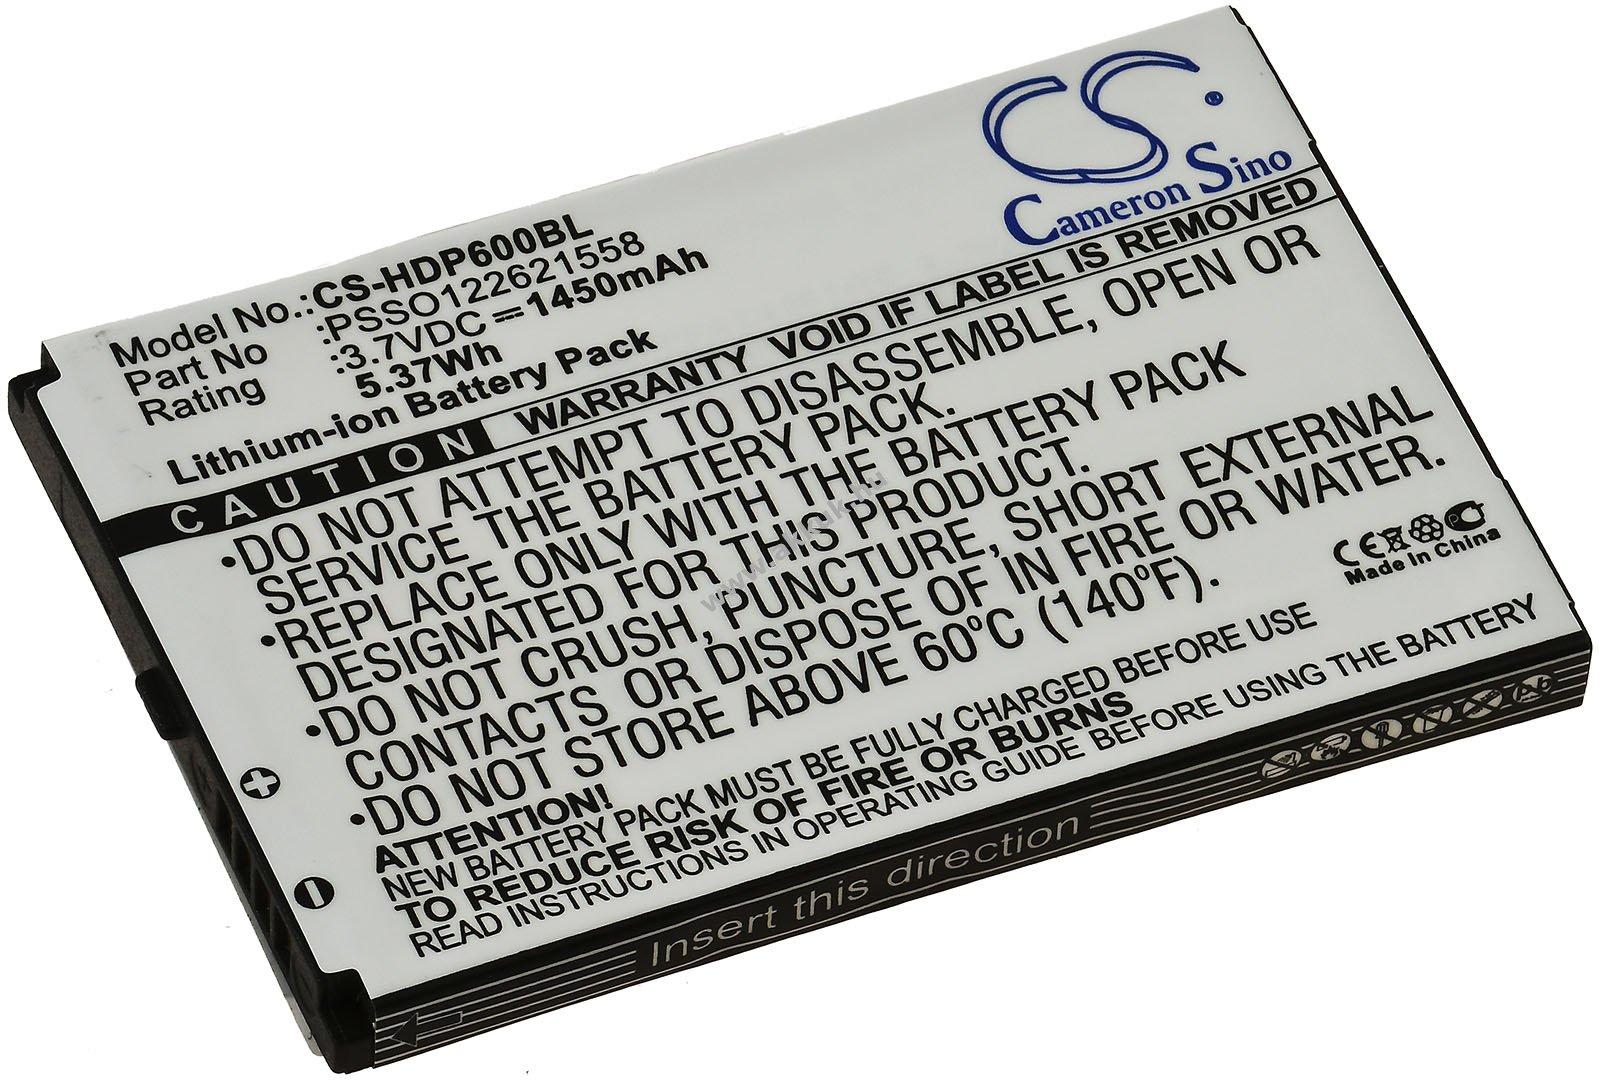 CS
Cameron Sino
Model No.:CS-HDP600BL
Part No :PSSO122621558
Rating :3.7VDC 1450mAh
5.37Wh
Lithium-ion Battery Pack
CAUTION WARRANTY VOID IF LABEL IS REMOVED
•DO NOT ATTEMPT TO DISASSEMBLE, OPEN OR
SERVICE THE BATTERY PACK.
•REPLACE ONLY WITH THE BATTERY PACK
DESIGNATED FOR THIS PRODUCT.
•DO NOT CRUSH, PUNCTURE, SHORT EXTERNAL
CONTACTS OR DISPOSE OF IN FIRE OR WATER.
•DO NOT STORE ABOVE 60°C (140°F).
CE
Made in China
ATTENTION!
NEW BATTERY PACK MUST BE FULLY CHARGED BEFORE USE
TO REDUCE RISK OF FIRE OR BURNS
READ INSTRUCTIONS IN OPERATING GUIDE BEFORE USING THE BATTERY
+
-
Insert this direction
www.akkuk.hu